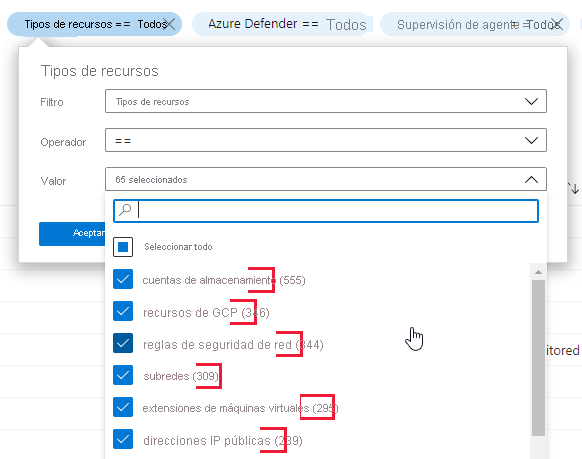 Tipos de recursos == Todos
Azure Defender == Todos
Supervisión de agente == Todos
Tipos de recursos
Filtro
Tipos de recursos
Operador
==
Valor
65 seleccionados
Aceptar
Seleccionar todo
cuentas de almacenamiento (555)
recursos de GCP (346)
reglas de seguridad de red (344)
subredes (309)
extensiones de máquinas virtuales (295)
direcciones IP públicas (239)
itored